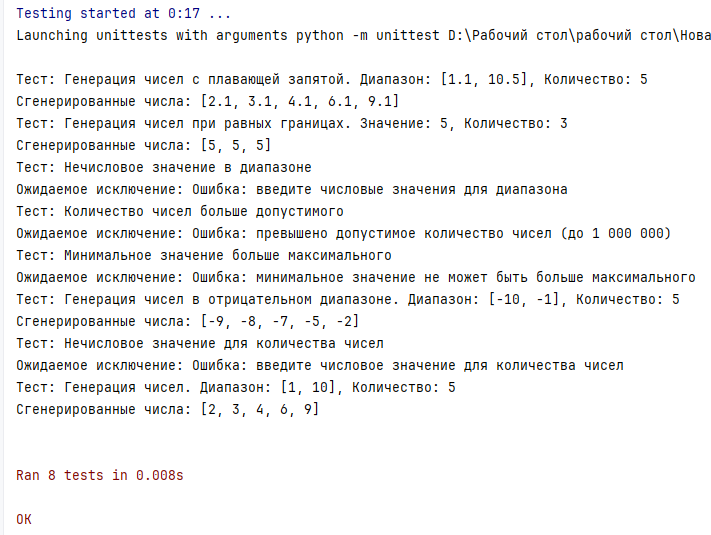 Testing started at 0:17 ...
Launching unittests with arguments python -m unittest D:\Рабочий стол\рабочий стол\Нова
Тест: Генерация чисел с плавающей запятой. Диапазон: [1.1, 10.5], Количество: 5
Сгенерированные числа: [2.1, 3.1, 4.1, 6.1, 9.1]
Тест: Генерация чисел при равных границах. Значение: 5, Количество: 3
Сгенерированные числа: [5, 5, 5]
Тест: Нечисловое значение в диапазоне
Ожидаемое исключение: Ошибка: введите числовые значения для диапазона
Тест: Количество чисел больше допустимого
Ожидаемое исключение: Ошибка: превышено допустимое количество чисел (до 1 000 000)
Тест: Минимальное значение больше максимального
Ожидаемое исключение: Ошибка: минимальное значение не может быть больше максимального
Тест: Генерация чисел в отрицательном диапазоне. Диапазон: [-10, -1], Количество: 5
Сгенерированные числа: [-9, -8, -7, -5, -2]
Тест: Нечисловое значение для количества чисел
Ожидаемое исключение: Ошибка: введите числовое значение для количества чисел
Тест: Генерация чисел. Диапазон: [1, 10], Количество: 5
Сгенерированные числа: [2, 3, 4, 6, 9]
Ran 8 tests in 0.008s
OK